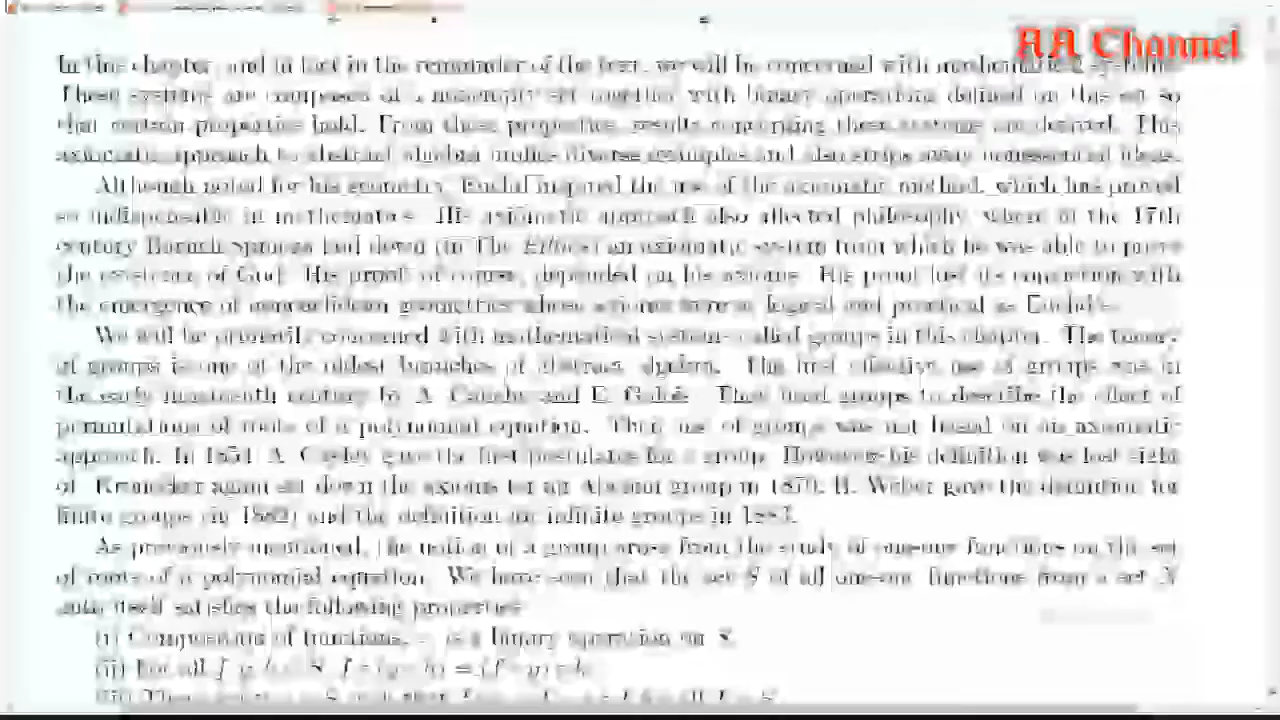 AA Channel
In this chapter, and in fact in the remainder of the text, we will be concerned with mathematical systems.
These systems are composed of a nonempty set together with binary operations defined on this set so
that certain properties hold. From these properties, results concerning these systems are derived. This
axiomatic approach to abstract algebra unifies diverse examples and also strips away nonessential ideas.
Although noted for his geometry, Euclid inspired the use of the axiomatic method, which has proved
so indispensable in mathematics. His axiomatic approach also affected philosophy, where in the 17th
century Baruch Spinoza laid down (in The Ethics) an axiomatic system from which he was able to prove
the existence of God. His proof, of course, depended on his axioms. His proof lost its conviction with
the emergence of noneuclidean geometries whose axioms were as logical and practical as Euclid's.
We will be primarily concerned with mathematical systems called groups in this chapter. The theory
of groups is one of the oldest branches of abstract algebra. The first effective use of groups was in
the early nineteenth century by A. Cauchy and E. Galois. They used groups to describe the effect of
permutations of roots of a polynomial equation. Their use of groups was not based on an axiomatic
approach. In 1854 A. Cayley gave the first postulates for a group. However, his definition was lost sight
of. Kronecker again set down the axioms for an Abelian group in 1870. H. Weber gave the definition for
finite groups (in 1882) and the definition for infinite groups in 1883.
As previously mentioned, the notion of a group arose from the study of one-one functions on the set
of roots of a polynomial equation. We have seen that the set S of all one-one functions from a set X
onto itself satisfies the following properties:
(i) Composition of functions, is a binary operation on S.
(ii) For all
(iii)